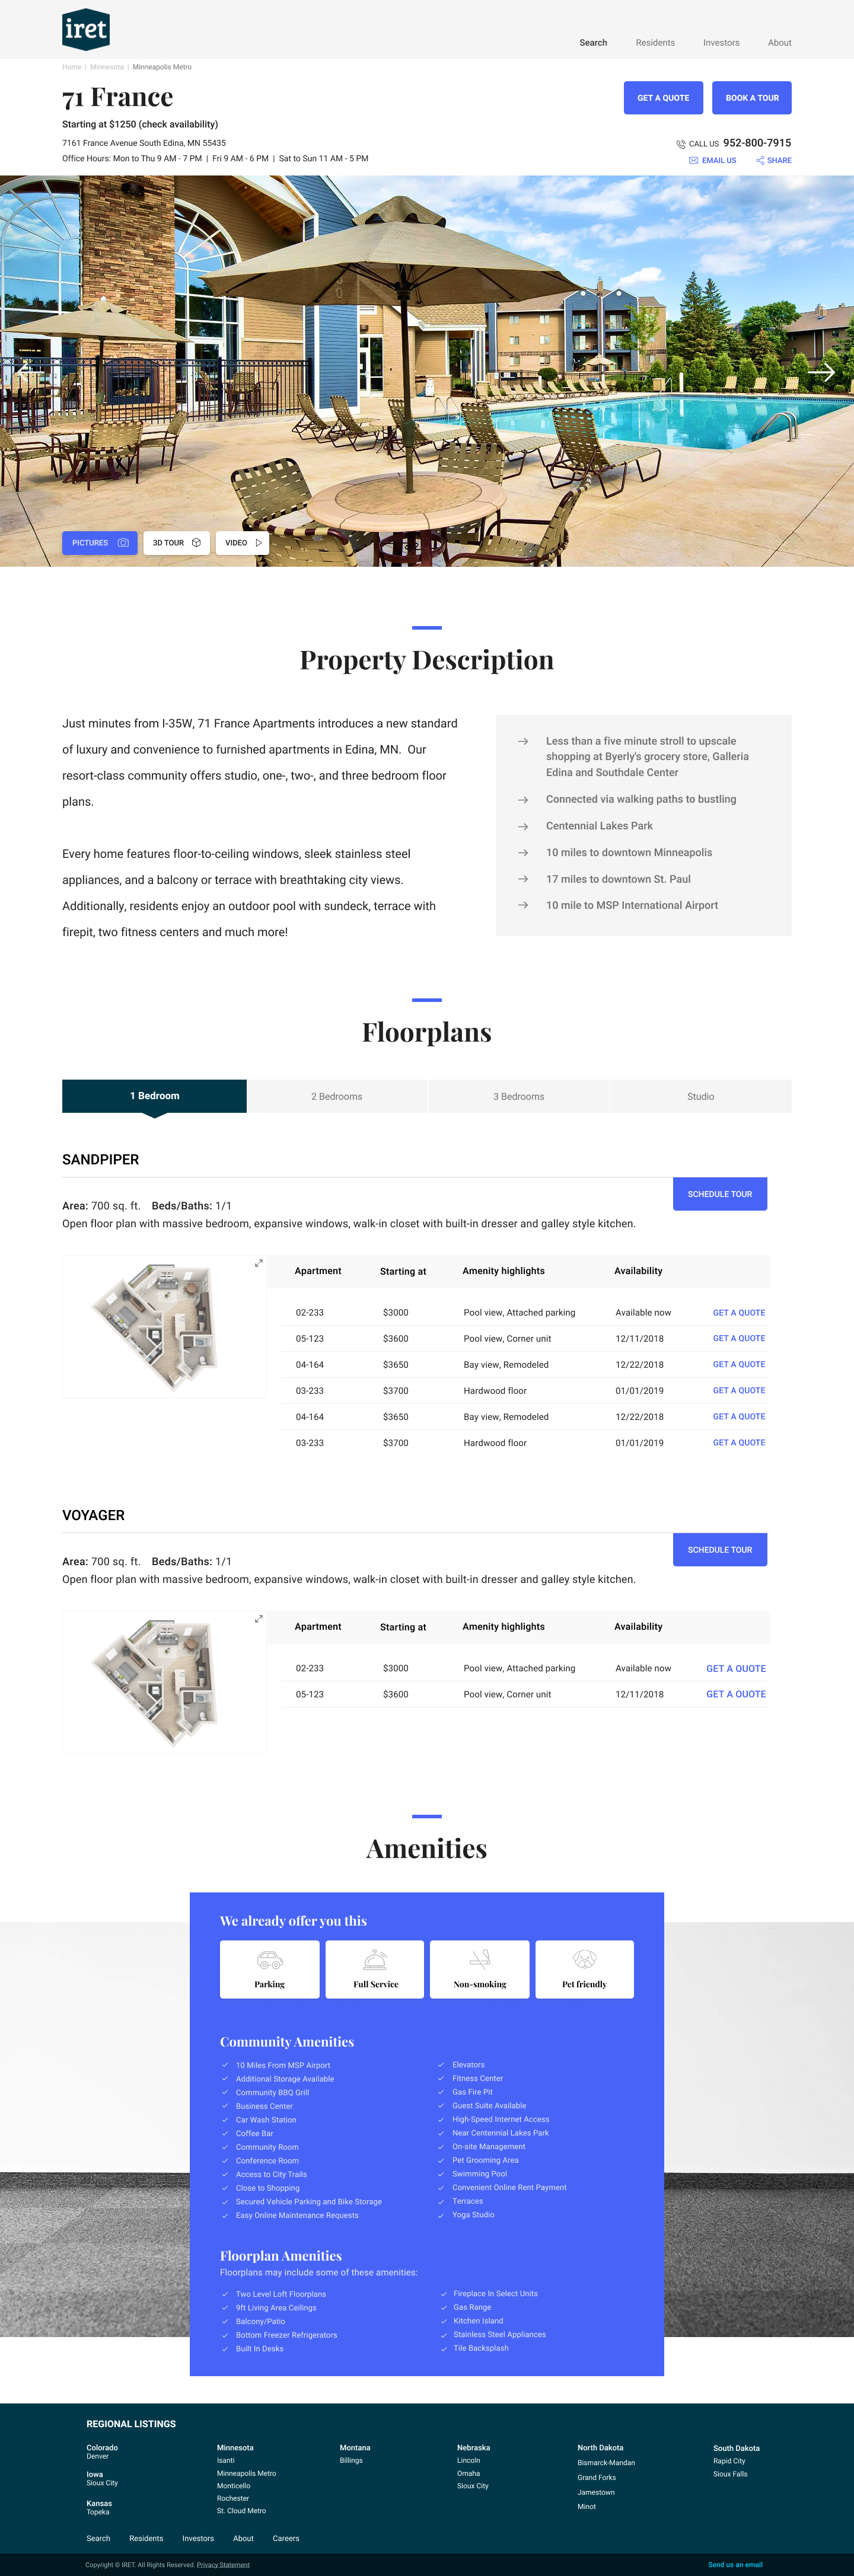 iret
Search Residents Investors About
Home | Minnesota | Minneapolis Metro
71 France
GET A QUOTE
BOOK A TOUR
Starting at $1250 (check availability)
7161 France Avenue South Edina, MN 55435
CALL US 952-800-7915
Office Hours: Mon to Thu 9 AM - 7 PM | Fri 9 AM - 6 PM | Sat to Sun 11 AM - 5 PM
EMAIL US
SHARE
PICTURES
3D TOUR
VIDEO
Property Description
Just minutes from I-35W, 71 France Apartments introduces a new standard
of luxury and convenience to furnished apartments in Edina, MN. Our
resort-class community offers studio, one-, two-, and three bedroom floor
plans.
Every home features floor-to-ceiling windows, sleek stainless steel
appliances, and a balcony or terrace with breathtaking city views.
Additionally, residents enjoy an outdoor pool with sundeck, terrace with
firepit, two fitness centers and much more!
Less than a five minute stroll to upscale
shopping at Byerly's grocery store, Galleria
Edina and Southdale Center
Connected via walking paths to bustling
Centennial Lakes Park
10 miles to downtown Minneapolis
17 miles to downtown St. Paul
10 mile to MSP International Airport
Floorplans
1 Bedroom 2 Bedrooms 3 Bedrooms Studio
SANDPIPER
SCHEDULE TOUR
Area: 700 sq. ft. Beds/Baths: 1/1
Open floor plan with massive bedroom, expansive windows, walk-in closet with built-in dresser and galley style kitchen.
Apartment Starting at Amenity highlights Availability
02-233 $3000 Pool view, Attached parking Available now GET A QUOTE
05-123 $3600 Pool view, Corner unit 12/11/2018 GET A QUOTE
04-164 $3650 Bay view, Remodeled 12/22/2018 GET A QUOTE
03-233 $3700 Hardwood floor 01/01/2019 GET A QUOTE
04-164 $3650 Bay view, Remodeled 12/22/2018 GET A QUOTE
03-233 $3700 Hardwood floor 01/01/2019 GET A QUOTE
VOYAGER
SCHEDULE TOUR
Area: 700 sq. ft. Beds/Baths: 1/1
Open floor plan with massive bedroom, expansive windows, walk-in closet with built-in dresser and galley style kitchen.
Apartment Starting at Amenity highlights Availability
02-233 $3000 Pool view, Attached parking Available now GET A QUOTE
05-123 $3600 Pool view, Corner unit 12/11/2018 GET A QUOTE
Amenities
We already offer you this
Parking Full Service Non-smoking Pet friendly
Community Amenities
10 Miles From MSP Airport
Additional Storage Available
Community BBQ Grill
Business Center
Car Wash Station
Coffee Bar
Community Room
Conference Room
Access to City Trails
Close to Shopping
Secured Vehicle Parking and Bike Storage
Easy Online Maintenance Requests
Elevators
Fitness Center
Gas Fire Pit
Guest Suite Available
High-Speed Internet Access
Near Centennial Lakes Park
On-site Management
Pet Grooming Area
Swimming Pool
Convenient Online Rent Payment
Terraces
Yoga Studio
Floorplan Amenities
Floorplans may include some of these amenities:
Two Level Loft Floorplans
9ft Living Area Ceilings
Balcony/Patio
Bottom Freezer Refrigerators
Built In Desks
Fireplace In Select Units
Gas Range
Kitchen Island
Stainless Steel Appliances
Tile Backsplash
REGIONAL LISTINGS
Colorado
Denver
Iowa
Sioux City
Kansas
Topeka
Minnesota
Isanti
Minneapolis Metro
Monticello
Rochester
St. Cloud Metro
Montana
Billings
Nebraska
Lincoln
Omaha
Sioux City
North Dakota
Bismarck-Mandan
Grand Forks
Jamestown
Minot
South Dakota
Rapid City
Sioux Falls
Search Residents Investors About Careers
Copyright © IRET. All Rights Reserved. Privacy Statement
Send us an email